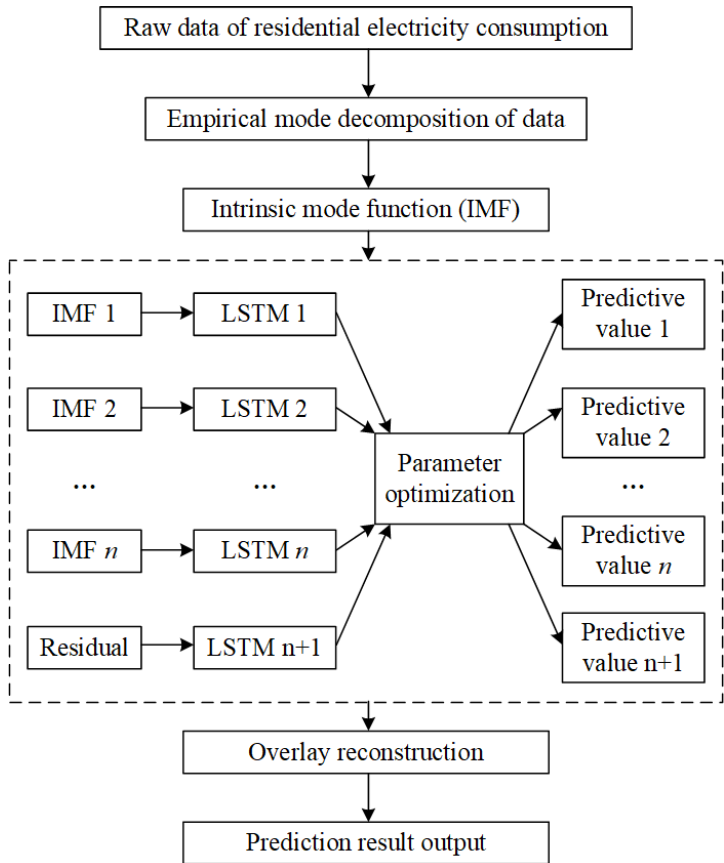 Raw data of residential electricity consumption
Empirical mode decomposition of data
Intrinsic mode function (IMF)
IMF 1
LSTM 1
Predictive
value 1
IMF 2
LSTM 2
Predictive
value 2
Parameter
optimization
...
...
...
IMF n
LSTM n
Predictive
value n
Residual
LSTM n+1
Predictive
value n+1
Overlay reconstruction
Prediction result output